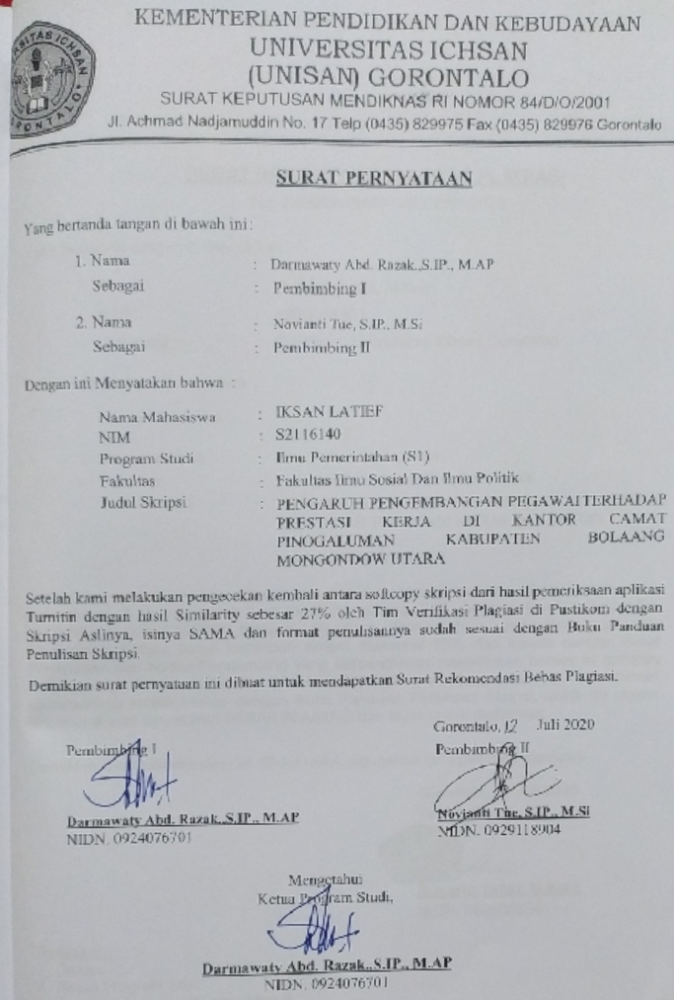 KEMENTERIAN PENDIDIKAN DAN KEBUDAYAAN
UNIVERSITAS ICHSAN
(UNISAN) GORONTALO
SURAT KEPUTUSAN MENDIKNAS RI NOMOR 84/D/O/2001
Jl. Achmad Nadjamuddin No. 17 Telp (0435) 829975 Fax (0435) 829976 Gorontalo
SURAT PERNYATAAN
Yang bertanda tangan di bawah ini :
1. Nama : Darmawaty Abd. Razak.,S.IP., M.AP
Sebagai : Pembimbing I
2. Nama : Novianti Tue, S.IP., M.Si
Sebagai : Pembimbing II
Dengan ini Menyatakan bahwa :
Nama Mahasiswa : IKSAN LATIEF
NIM : S2116140
Program Studi : Ilmu Pemerintahan (S1)
Fakultas : Fakultas Ilmu Sosial Dan Ilmu Politik
Judul Skripsi : PENGARUH PENGEMBANGAN PEGAWAI TERHADAP
PRESTASI KERJA DI KANTOR CAMAT
PINOGALUMAN KABUPATEN BOLAANG
MONGONDOW UTARA
Setelah kami melakukan pengecekan kembali antara softcopy skripsi dari hasil pemeriksaan aplikasi
Turnitin dengan hasil Similarity sebesar 27% oleh Tim Verifikasi Plagiasi di Pustikom dengan
Skripsi Aslinya, isinya SAMA dan format penulisannya sudah sesuai dengan Buku Panduan
Penulisan Skripsi.
Demikian surat pernyataan ini dibuat untuk mendapatkan Surat Rekomendasi Bebas Plagiasi.
Gorontalo, 12 Juli 2020
Pembimbing I
Pembimbing II
Darmawaty Abd. Razak.,S.IP., M.AP
NIDN. 0924076701
Novianti Tue, S.IP., M.Si
NIDN. 0929118904
Mengetahui
Ketua Program Studi,
Darmawaty Abd. Razak.,S.IP., M.AP
NIDN. 0924076701